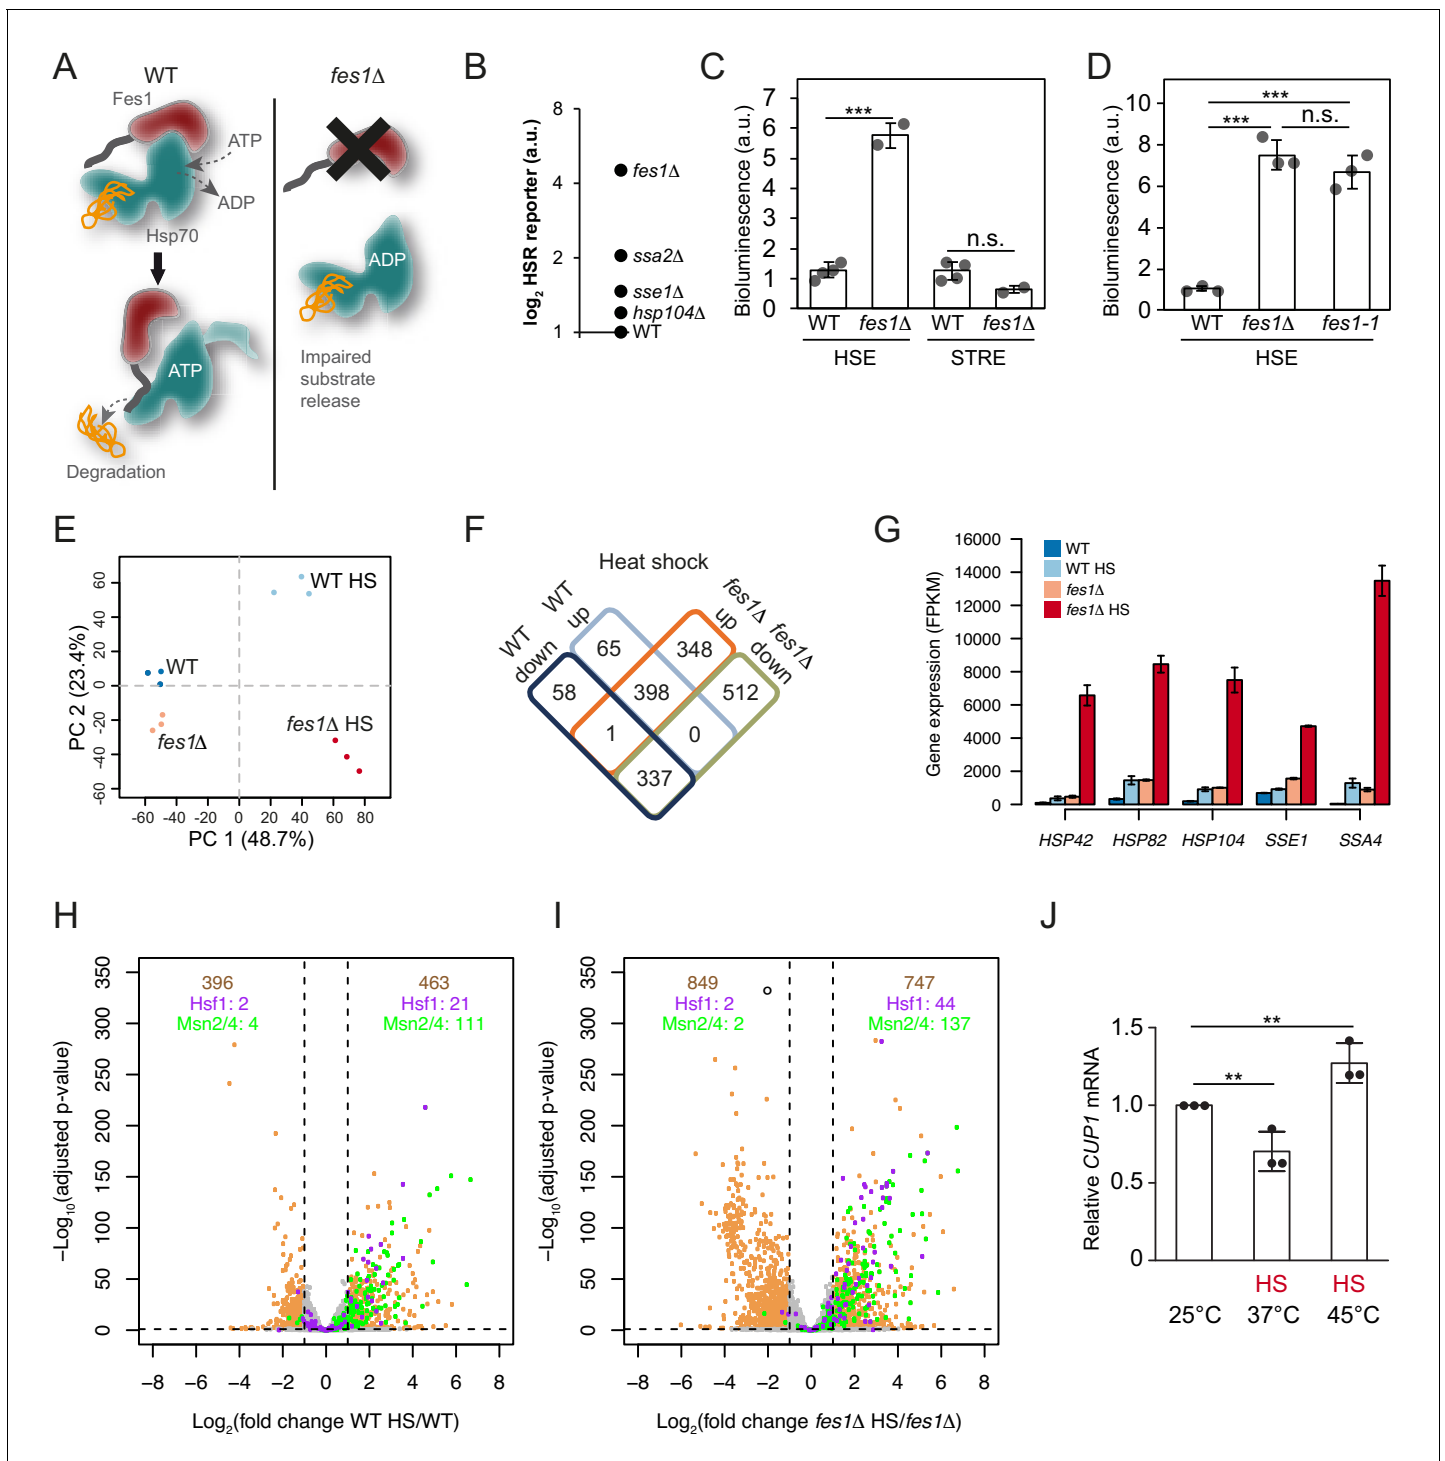 A
WT
fes1Δ
Fes1
ATP
ADP
Hsp70
ADP
ATP
Impaired
substrate
release
Degradation
B
log2 HSR reporter (a.u.)
8
4
2
1
fes1Δ
ssa2Δ
sse1Δ
hsp104Δ
WT
C
Bioluminescence (a.u.)
7
6
5
4
3
2
1
0
***
n.s.
WT fes1Δ WT fes1Δ
HSE STRE
D
Bioluminescence (a.u.)
10
8
6
4
2
0
***
*** n.s.
WT fes1Δ fes1-1
HSE
E
PC 2 (23.4%)
60
40
20
0
-20
-40
-60
WT HS
WT
fes1Δ
fes1Δ HS
-60 -40 -20 0 20 40 60 80
PC 1 (48.7%)
F
Heat shock
WT down
WT up
fes1Δ up
fes1Δ down
65 348
58 398 512
1 0
337
G
Gene expression (FPKM)
16000
14000
12000
10000
8000
6000
4000
2000
0
WT
WT HS
fes1Δ
fes1Δ HS
HSP42 HSP82 HSP104 SSE1 SSA4
H
−Log10(adjusted p-value)
350
300
250
200
150
100
50
0
396 463
Hsf1: 2 Hsf1: 21
Msn2/4: 4 Msn2/4: 111
−8 −6 −4 −2 0 2 4 6 8
Log2(fold change WT HS/WT)
I
−Log10(adjusted p-value)
350
300
250
200
150
100
50
0
849 747
Hsf1: 2 Hsf1: 44
Msn2/4: 2 Msn2/4: 137
−8 −6 −4 −2 0 2 4 6 8
Log2(fold change fes1Δ HS/fes1Δ)
J
Relative CUP1 mRNA
1.5
1.0
0.5
0
**
**
HS HS
25°C 37°C 45°C